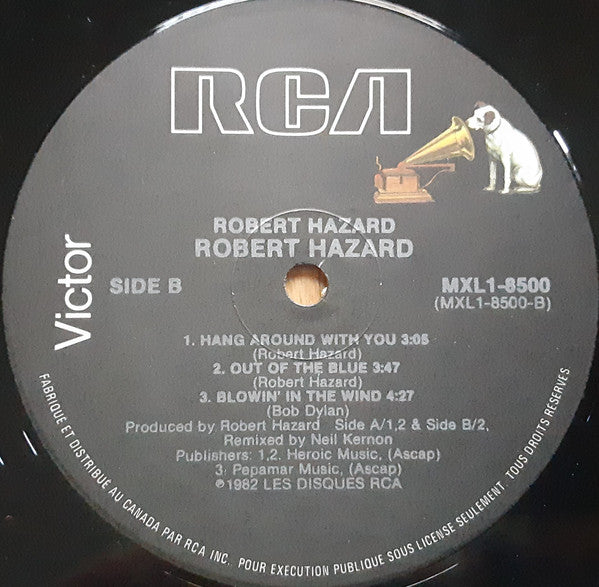 RCA
Victor
ROBERT HAZARD
ROBERT HAZARD
SIDE B
MXL1-8500
(MXL1-8500-B)
1. HANG AROUND WITH YOU 3:05
(Robert Hazard)
2. OUT OF THE BLUE 3:47
(Robert Hazard)
3. BLOWIN' IN THE WIND 4:27
(Bob Dylan)
Produced by Robert Hazard Side A/1,2 & Side B/2,
Remixed by Neil Kernon
Publishers: 1,2. Heroic Music, (Ascap)
3: Pepamar Music, (Ascap)
℗1982 LES DISQUES RCA
FABRIQUÉ ET DISTRIBUÉ AU CANADA PAR RCA INC. POUR EXÉCUTION PUBLIQUE SOUS LICENSE SEULEMENT. TOUS DROITS RESERVES